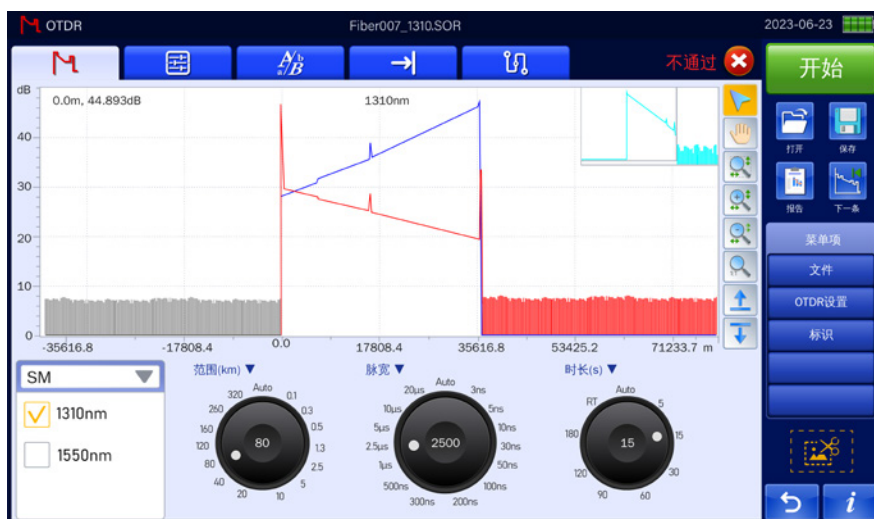 OTDR
Fiber007_1310.SOR
2023-06-23
A/B
不通过
开始
dB
0.0m, 44.893dB
1310nm
40
30
20
10
0
-35616.8
-17808.4
0.0
17808.4
35616.8
53425.2
71233.7 m
打开
保存
报告
下一条
菜单项
文件
OTDR设置
标识
SM
1310nm
1550nm
范围(km)
Auto
0.1
0.3
0.5
1.3
2.5
5
10
20
40
80
120
160
260
320
80
脉宽
Auto
3ns
5ns
10ns
30ns
50ns
100ns
200ns
300ns
500ns
1µs
2.5µs
5µs
10µs
20µs
2500
时长(s)
Auto
5
15
30
60
90
120
180
RT
15
i